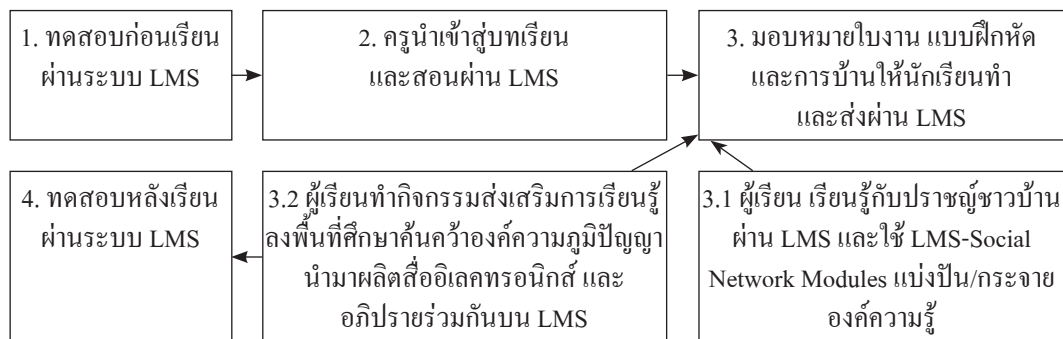 1. ทดสอบก่อนเรียน
ผ่านระบบ LMS
2. ครูนำเข้าสู่บทเรียน
และสอนผ่าน LMS
3. มอบหมายใบงาน แบบฝึกหัด
และการบ้านให้นักเรียนทำ
และส่งผ่าน LMS
4. ทดสอบหลังเรียน
ผ่านระบบ LMS
3.2 ผู้เรียนทำกิจกรรมส่งเสริมการเรียนรู้
ลงพื้นที่ศึกษาค้นคว้าองค์ความภูมิปัญญา
นำมาผลิตสื่ออิเลคทรอนิกส์ และ
อภิปรายร่วมกันบน LMS
3.1 ผู้เรียน เรียนรู้กับปราชญ์ชาวบ้าน
ผ่าน LMS และใช้ LMS-Social
Network Modules แบ่งปัน/กระจาย
องค์ความรู้